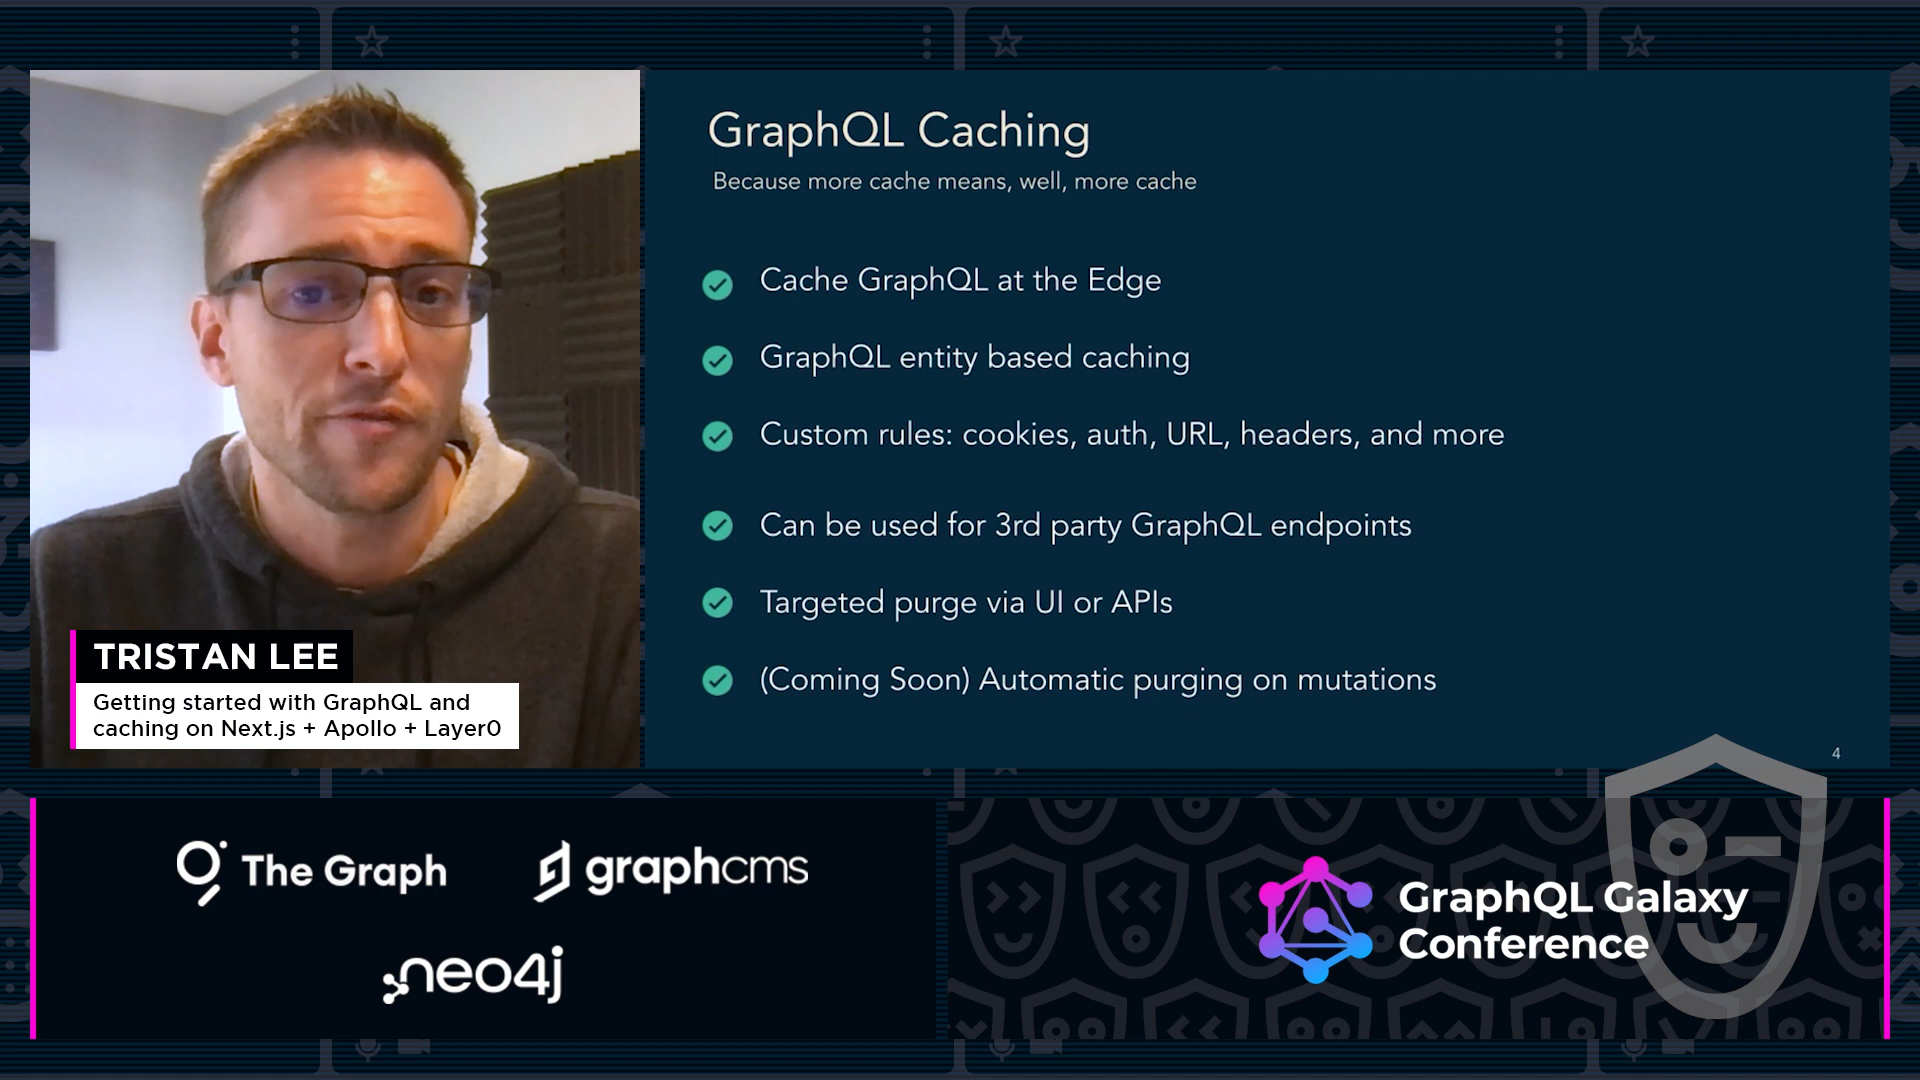 GraphQL Caching
Because more cache means, well, more cache
Cache GraphQL at the Edge
GraphQL entity based caching
Custom rules: cookies, auth, URL, headers, and more
Can be used for 3rd party GraphQL endpoints
Targeted purge via UI or APIs
(Coming Soon) Automatic purging on mutations
4
TRISTAN LEE
Getting started with GraphQL and
caching on Next.js + Apollo + Layer0
The Graph
graphcms
neo4j
GraphQL Galaxy
Conference